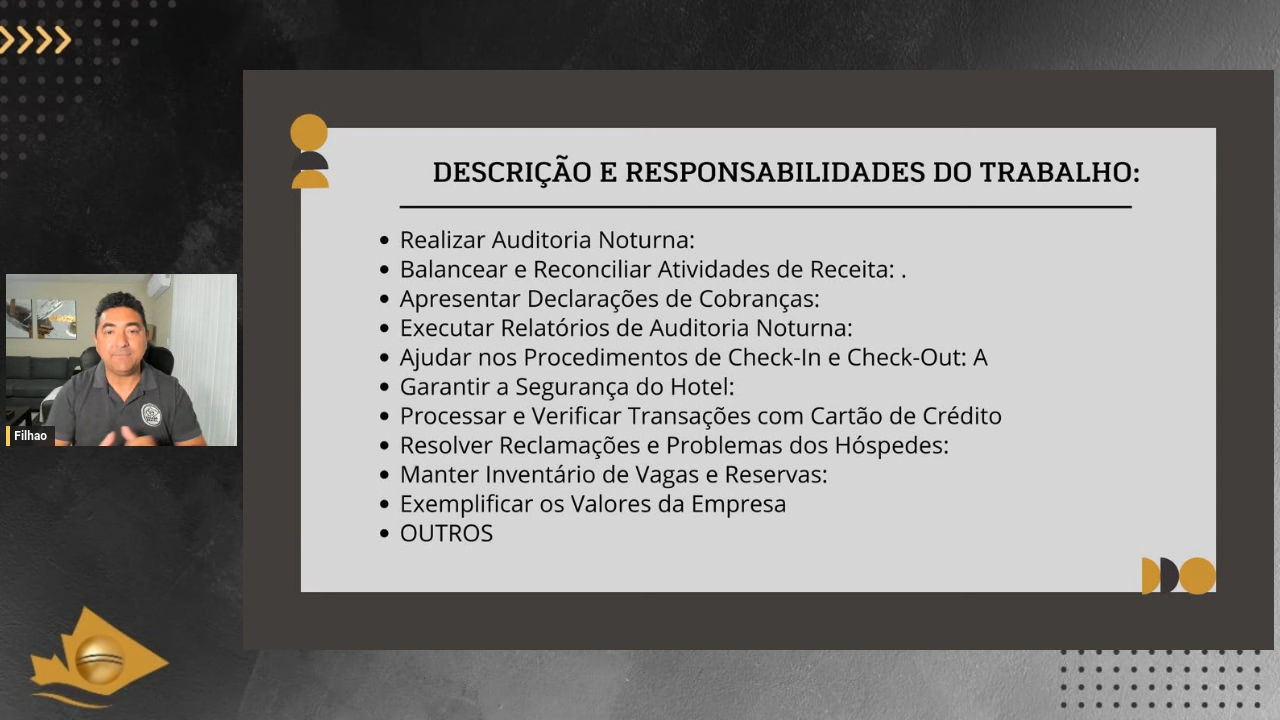 DESCRIÇÃO E RESPONSABILIDADES DO TRABALHO:
• Realizar Auditoria Noturna:
• Balancear e Reconciliar Atividades de Receita: .
• Apresentar Declarações de Cobranças:
• Executar Relatórios de Auditoria Noturna:
• Ajudar nos Procedimentos de Check-In e Check-Out: A
• Garantir a Segurança do Hotel:
• Processar e Verificar Transações com Cartão de Crédito
• Resolver Reclamações e Problemas dos Hóspedes:
• Manter Inventário de Vagas e Reservas:
• Exemplificar os Valores da Empresa
• OUTROS
Filhao